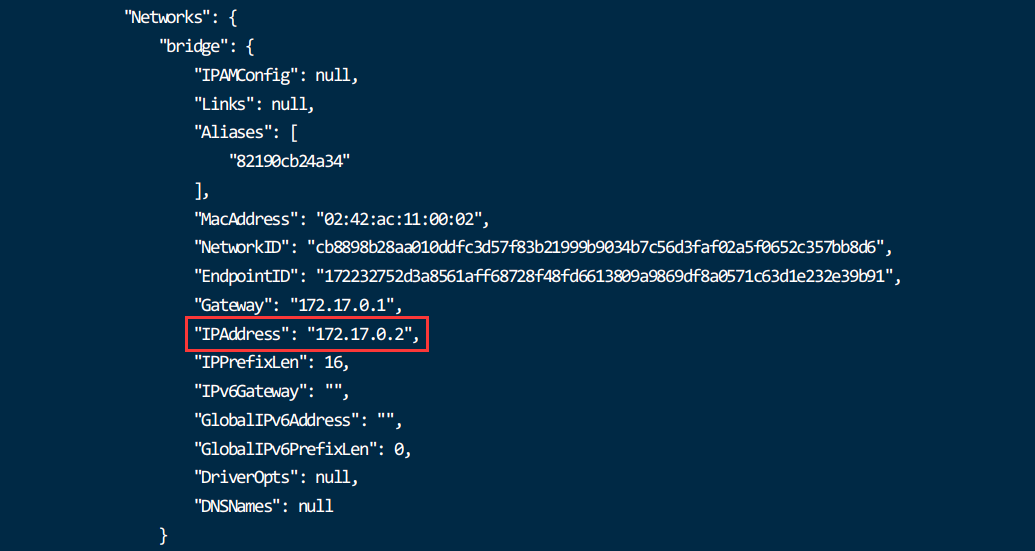 "Networks": {
"bridge": {
"IPAMConfig": null,
"Links": null,
"Aliases": [
"82190cb24a34"
],
"MacAddress": "02:42:ac:11:00:02",
"NetworkID": "cb8898b28aa010ddfc3d57f83b21999b9034b7c56d3faf02a5f0652c357bb8d6",
"EndpointID": "172232752d3a8561aff68728f48fd6613809a9869df8a0571c63d1e232e39b91",
"Gateway": "172.17.0.1",
"IPAddress": "172.17.0.2",
"IPPrefixLen": 16,
"IPv6Gateway": "",
"GlobalIPv6Address": "",
"GlobalIPv6PrefixLen": 0,
"DriverOpts": null,
"DNSNames": null
}